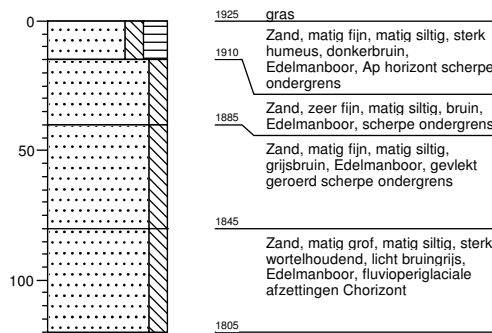 0
50
100
1925 gras
Zand, matig fijn, matig siltig, sterk
humeus, donkerbruin,
1910
Edelmanboor, Ap horizont scherpe
ondergrens
Zand, zeer fijn, matig siltig, bruin,
1885
Edelmanboor, scherpe ondergrens
Zand, matig fijn, matig siltig,
grijsbruin, Edelmanboor, gevlekt
geroerd scherpe ondergrens
1845
Zand, matig grof, matig siltig, sterk
wortelhoudend, licht bruingrijs,
Edelmanboor, fluvioperiglaciale
afzettingen Chorizont
1805